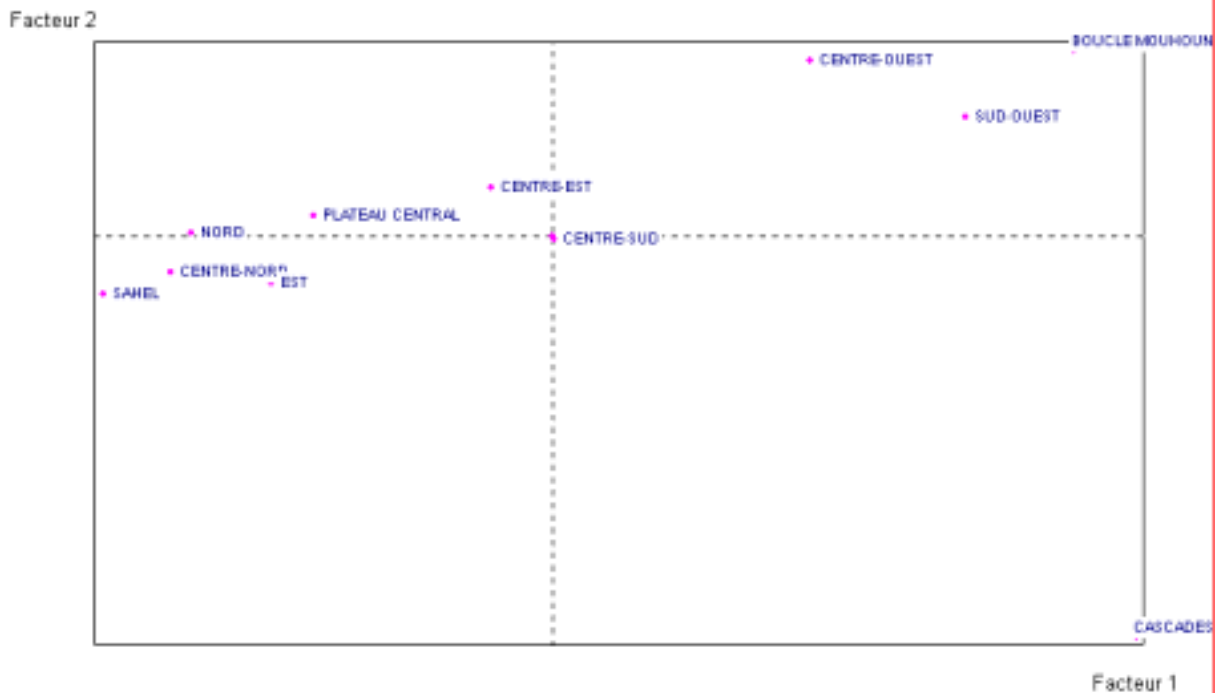 Facteur 2
BOUCLE MOUHOUN
CENTRE-OUEST
SUD-OUEST
CENTRE-EST
PLATEAU CENTRAL
NORD
CENTRE-SUD
CENTRE-NORD
EST
SAHEL
CASCADES
Facteur 1